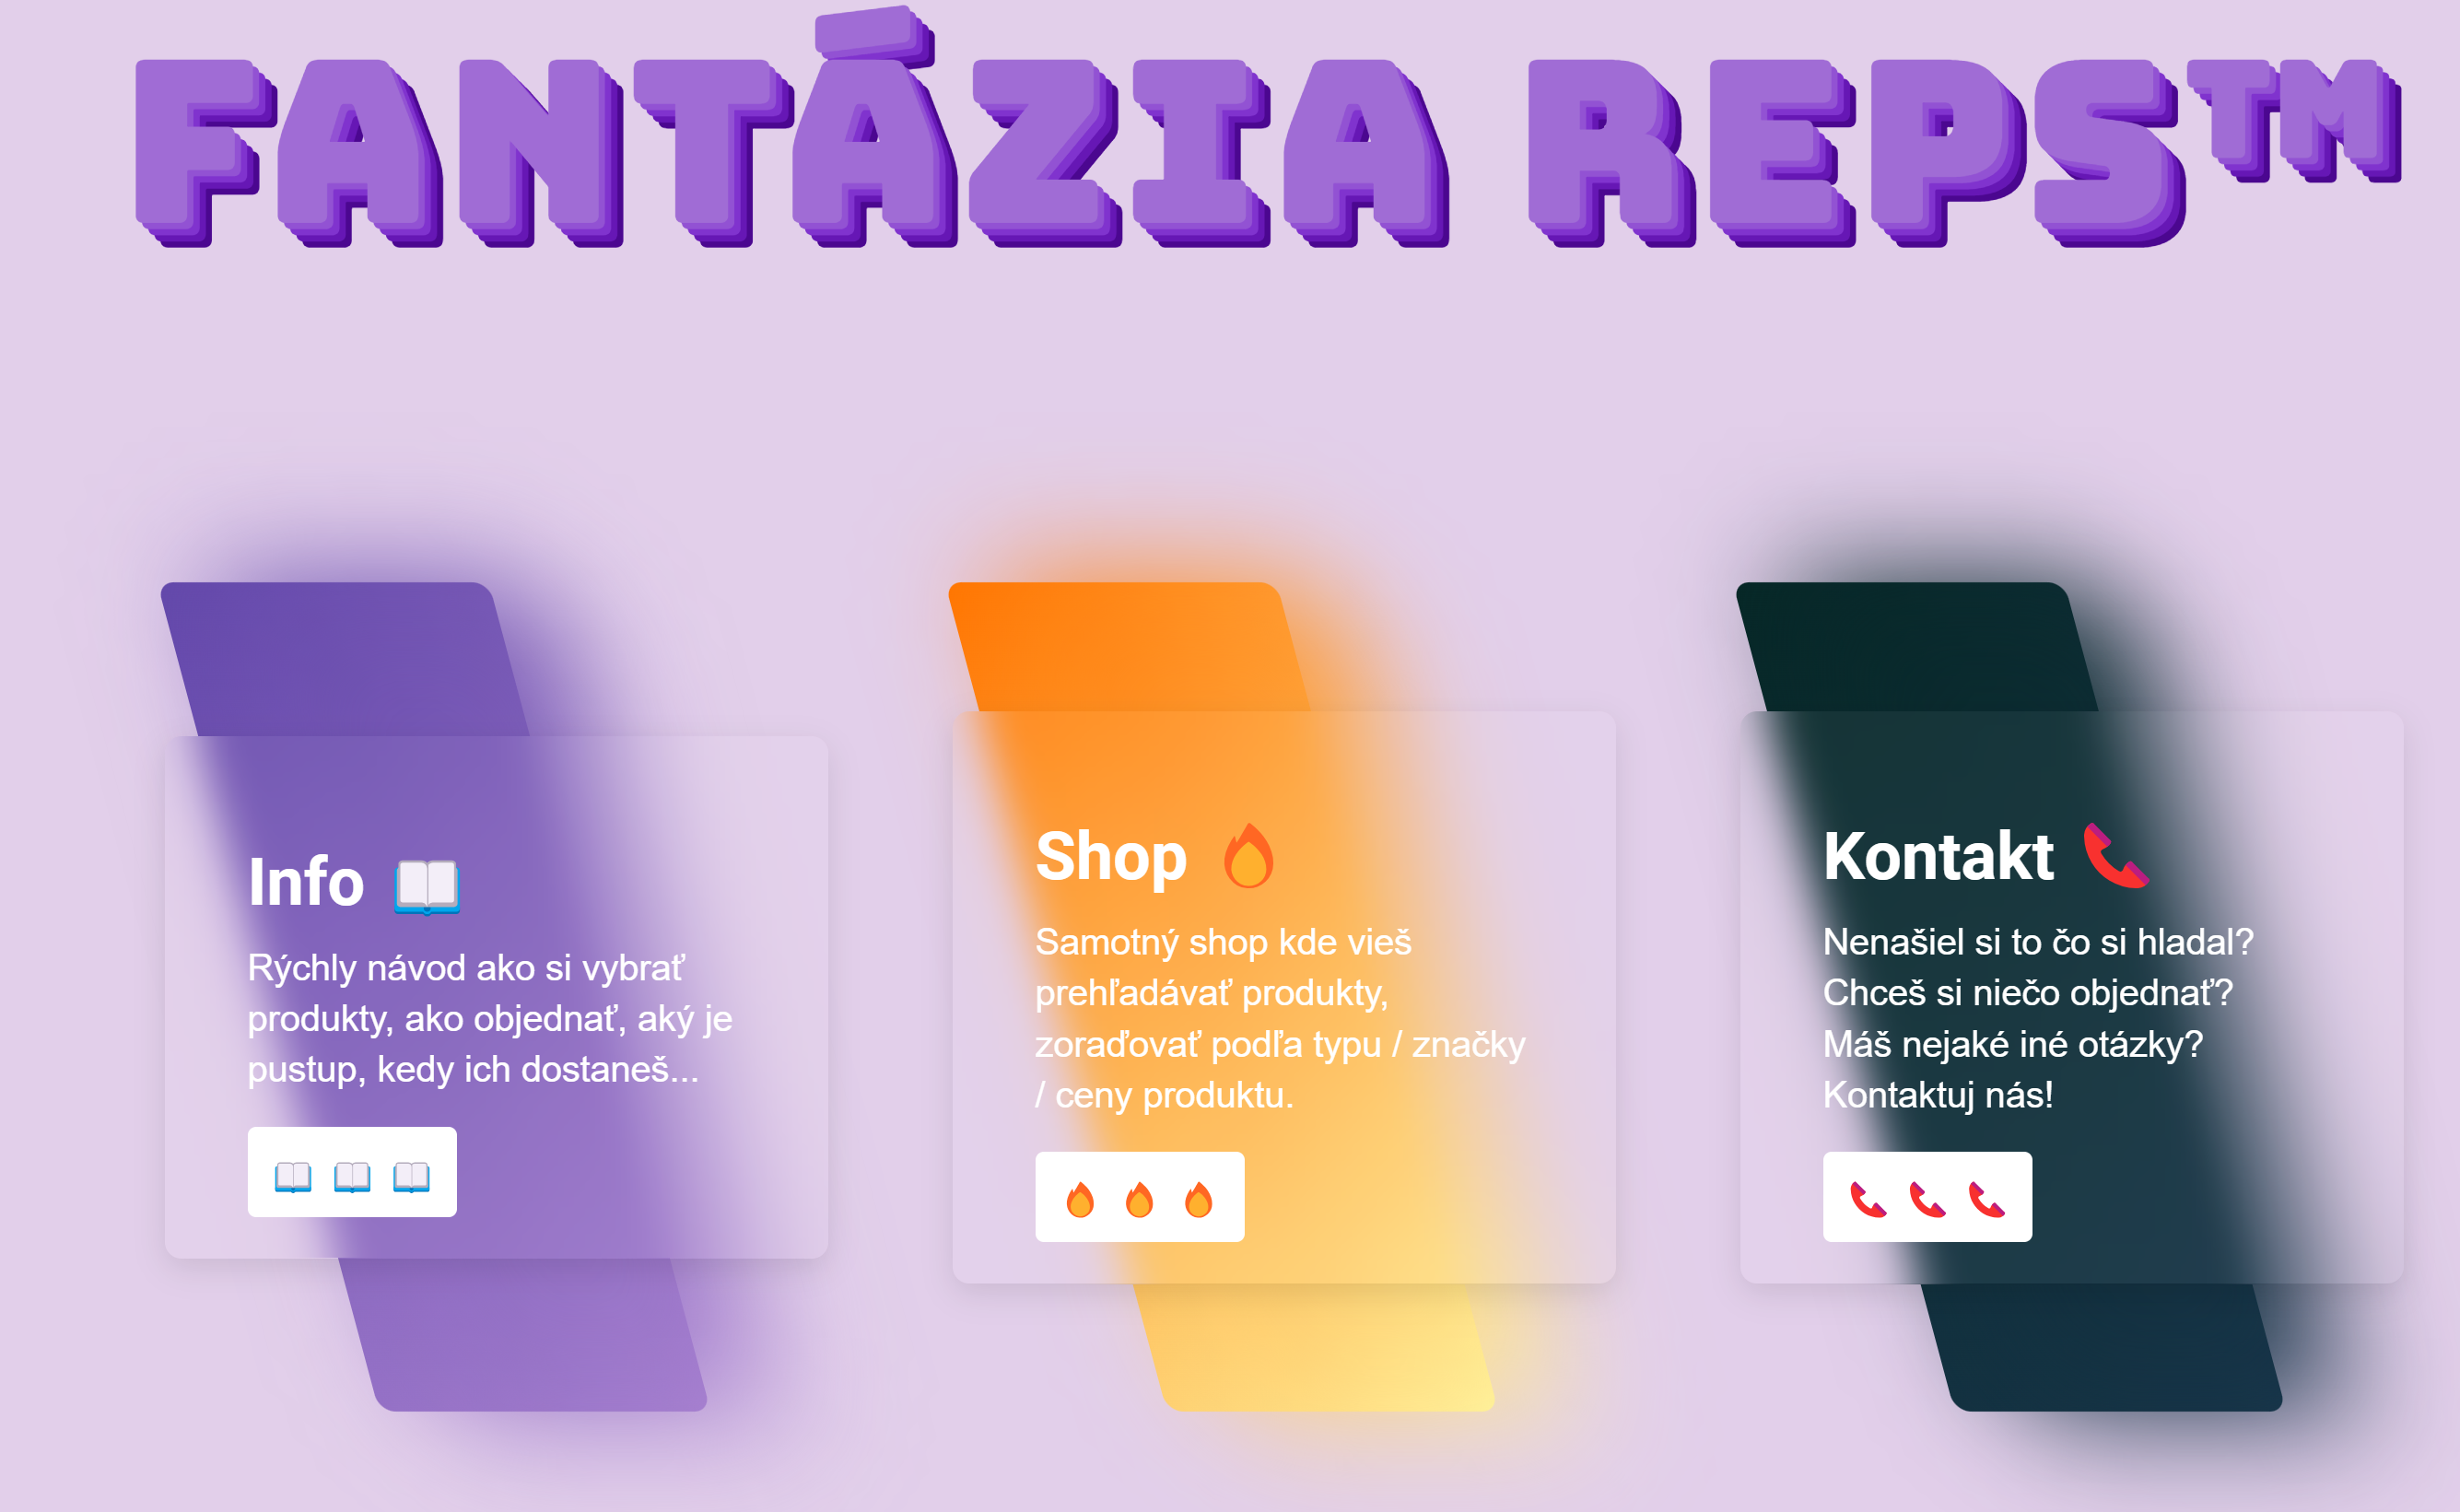 FANTÁZIA REPS™
Info 📖
Rýchly návod ako si vybrať
produkty, ako objednať, aký je
pustup, kedy ich dostaneš...
📖 📖 📖
Shop 🔥
Samotný shop kde vieš
prehľadávať produkty,
zoraďovať podľa typu / značky
/ ceny produktu.
🔥 🔥 🔥
Kontakt 📞
Nenašiel si to čo si hladal?
Chceš si niečo objednať?
Máš nejaké iné otázky?
Kontaktuj nás!
📞 📞 📞